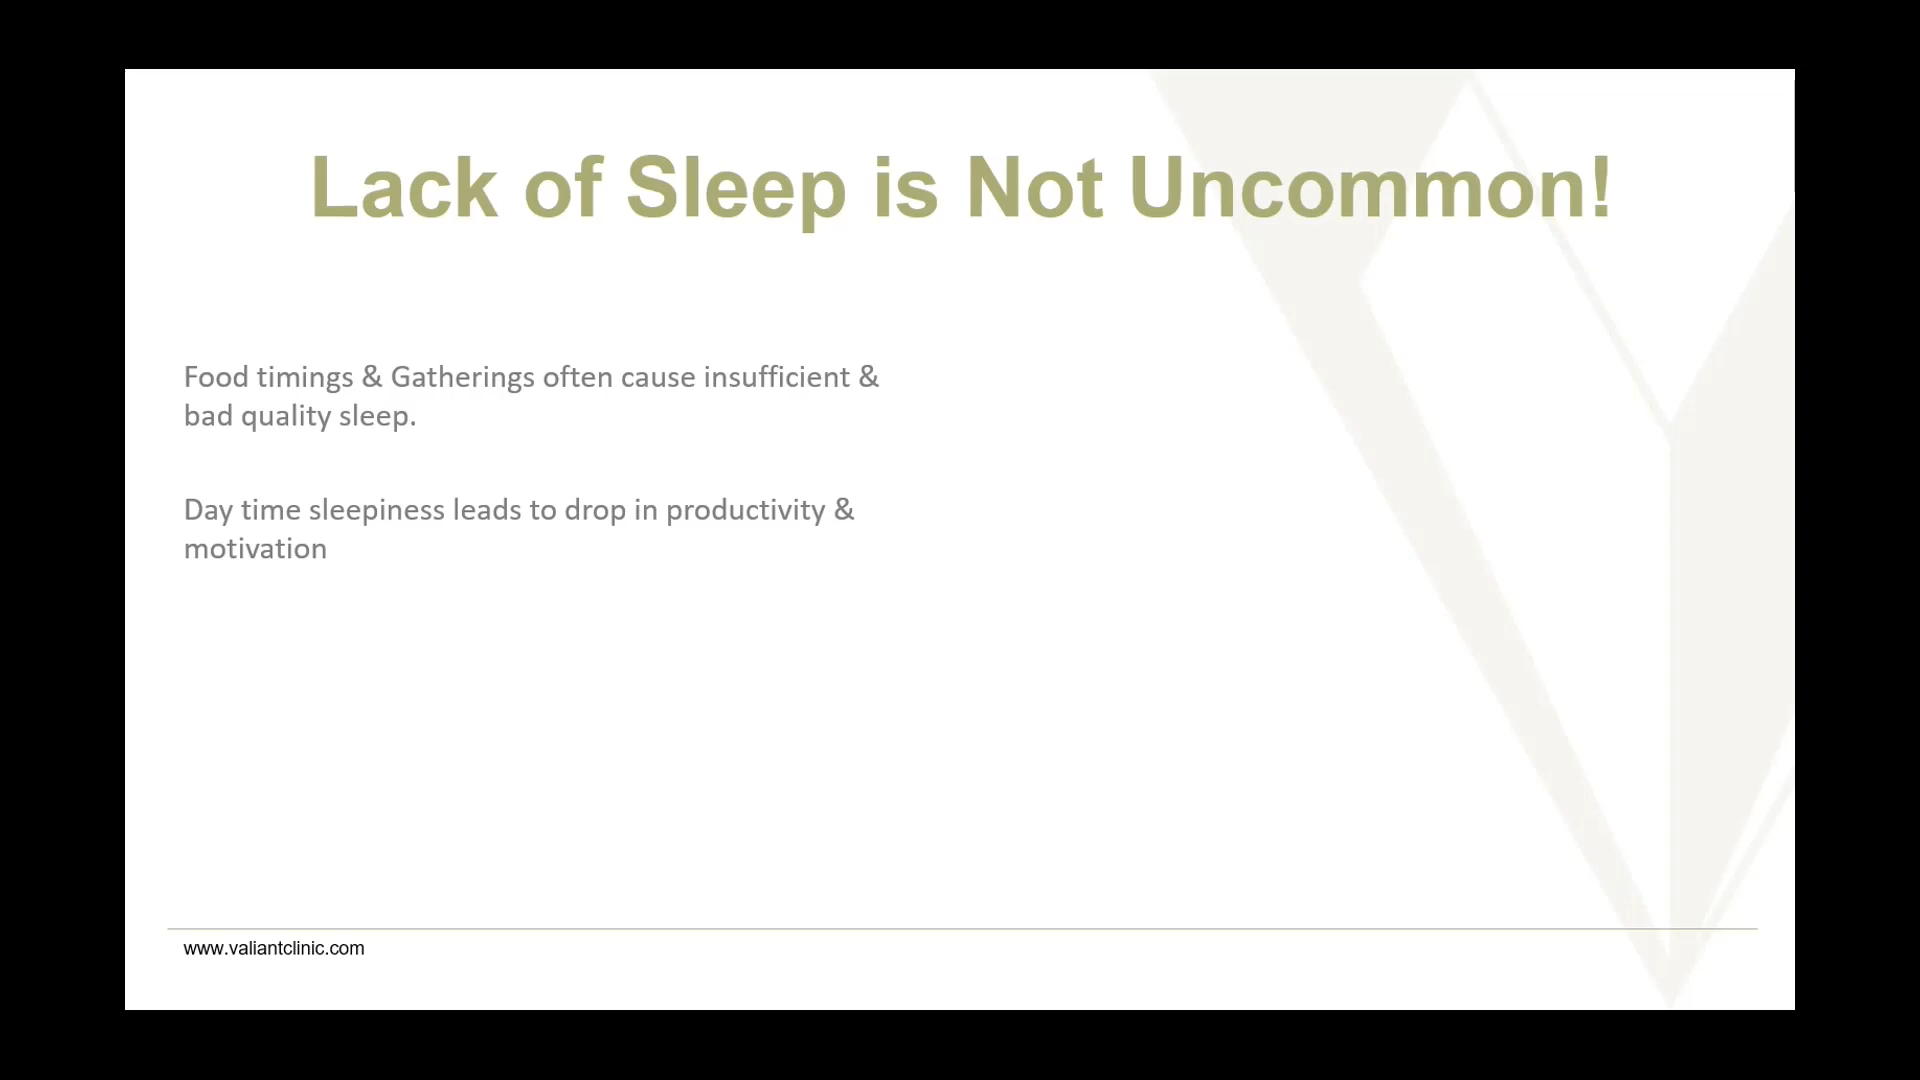 Lack of Sleep is Not Uncommon!
Food timings & Gatherings often cause insufficient &
bad quality sleep.
Day time sleepiness leads to drop in productivity &
motivation
www.valiantclinic.com